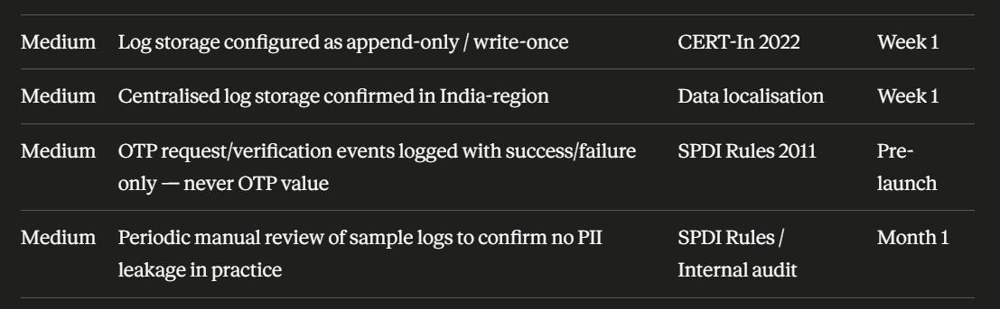 Medium Log storage configured as append-only / write-once CERT-In 2022 Week 1
Medium Centralised log storage confirmed in India-region Data localisation Week 1
Medium OTP request/verification events logged with success/failure SPDI Rules 2011 Pre-
only — never OTP value launch
Medium Periodic manual review of sample logs to confirm no PII SPDI Rules / Month 1
leakage in practice Internal audit